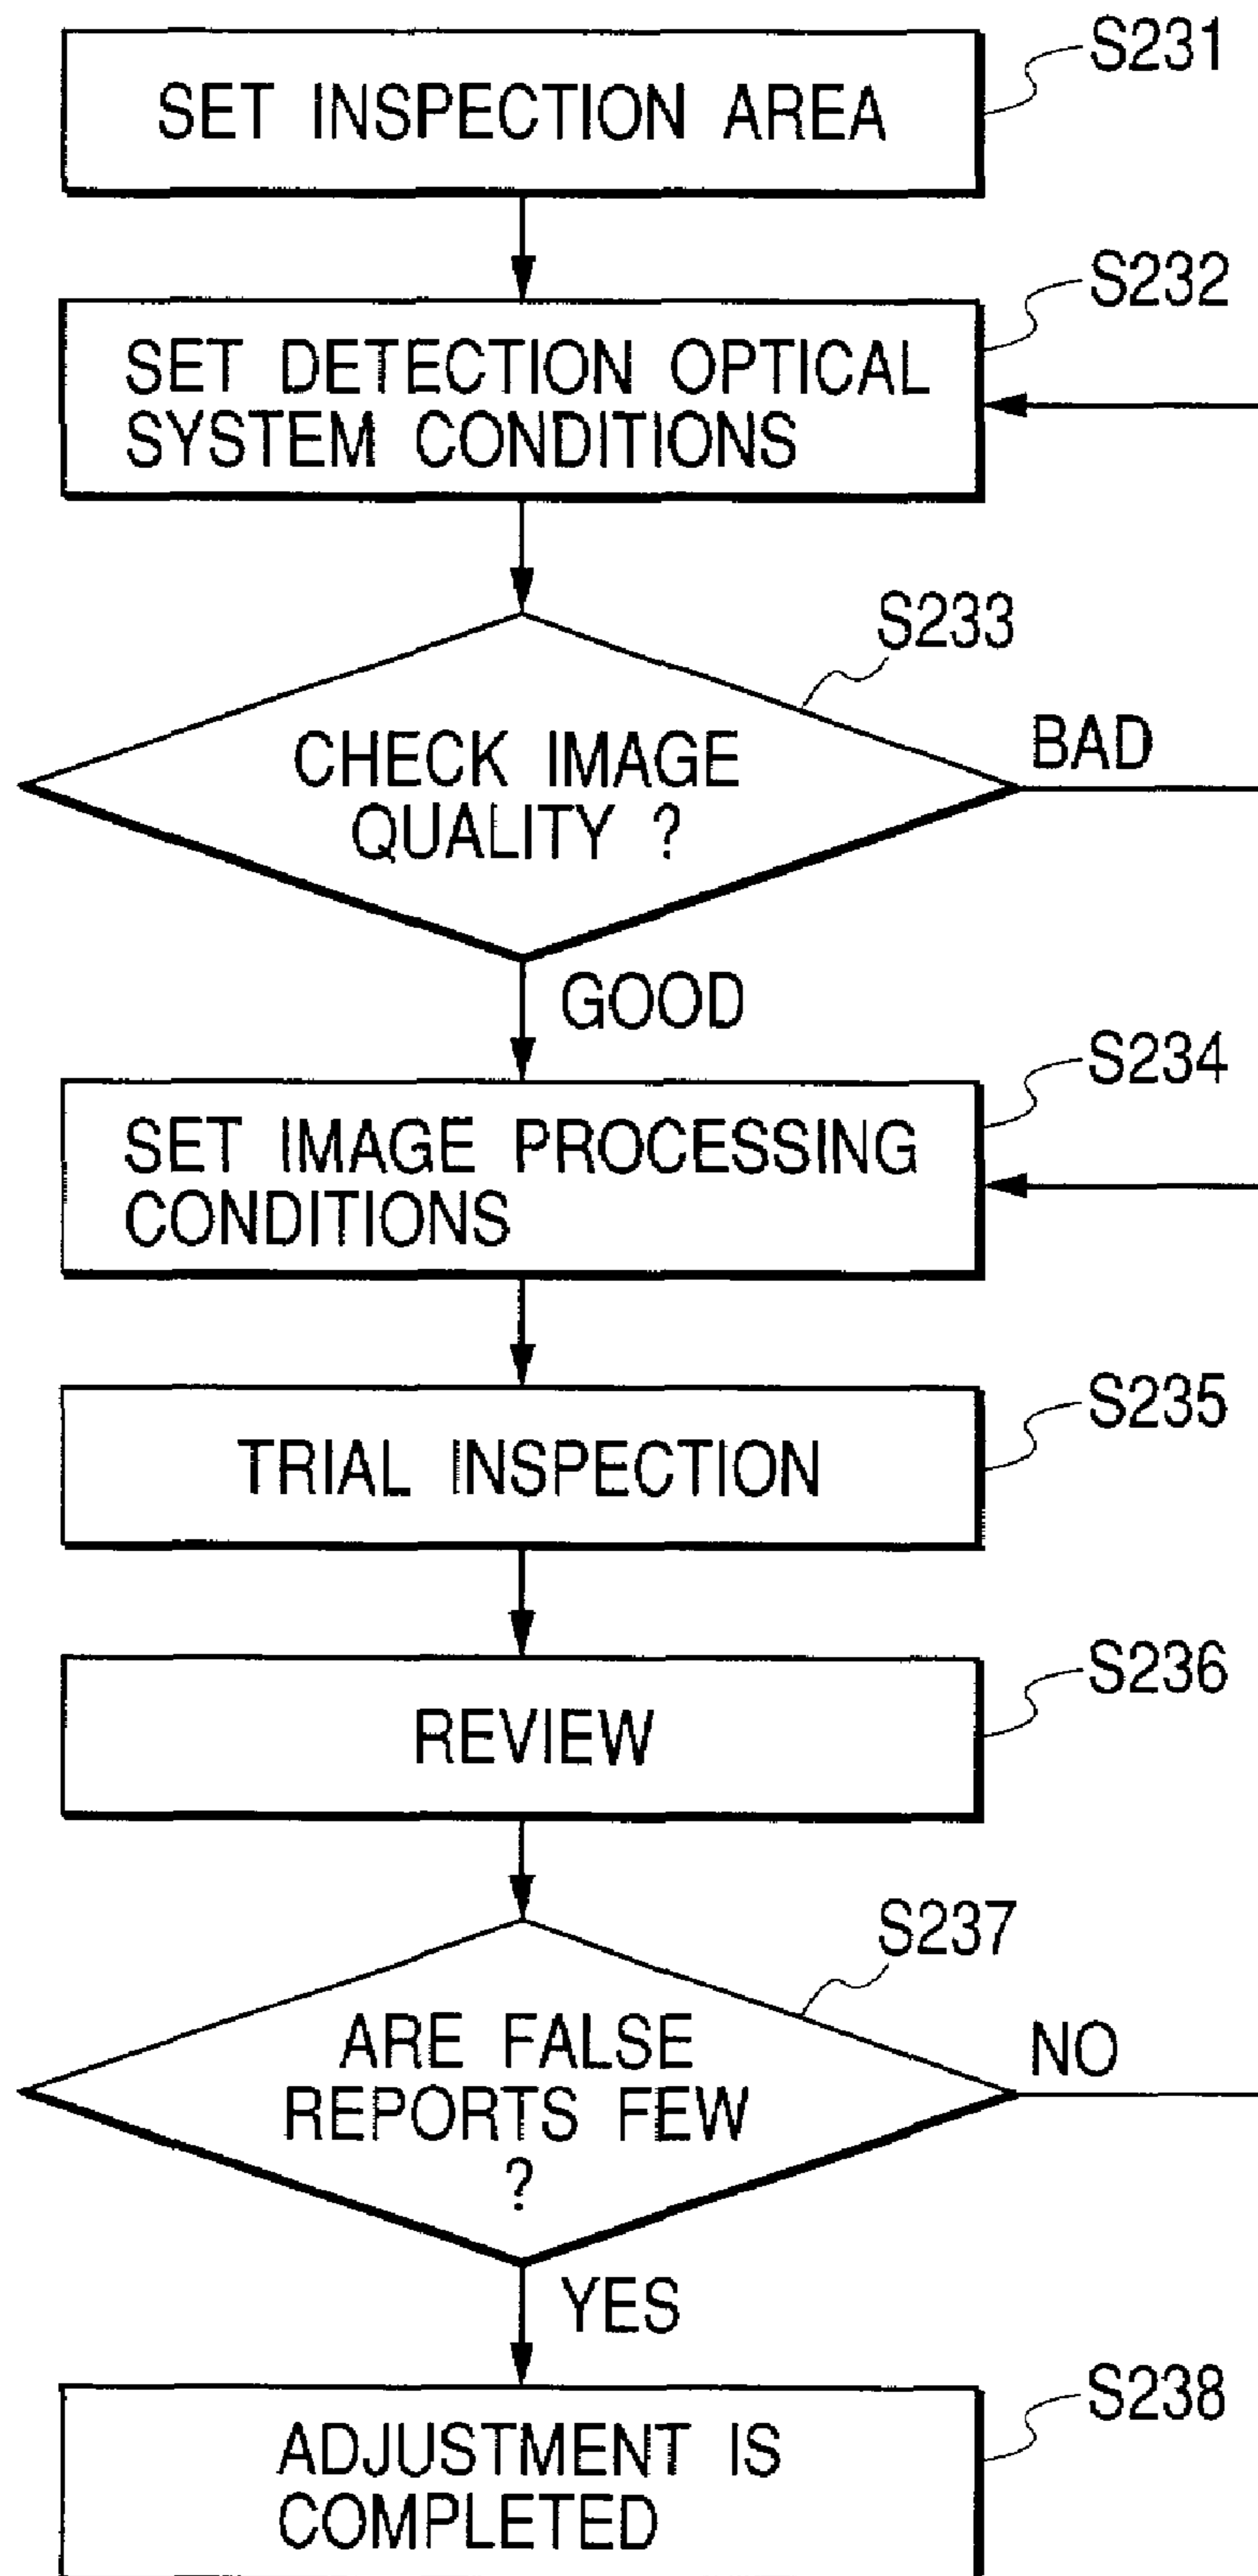 S231
SET INSPECTION AREA
S232
SET DETECTION OPTICAL
SYSTEM CONDITIONS
S233
CHECK IMAGE
QUALITY ?
BAD
GOOD
S234
SET IMAGE PROCESSING
CONDITIONS
S235
TRIAL INSPECTION
S236
REVIEW
S237
ARE FALSE
REPORTS FEW
?
NO
YES
S238
ADJUSTMENT IS
COMPLETED